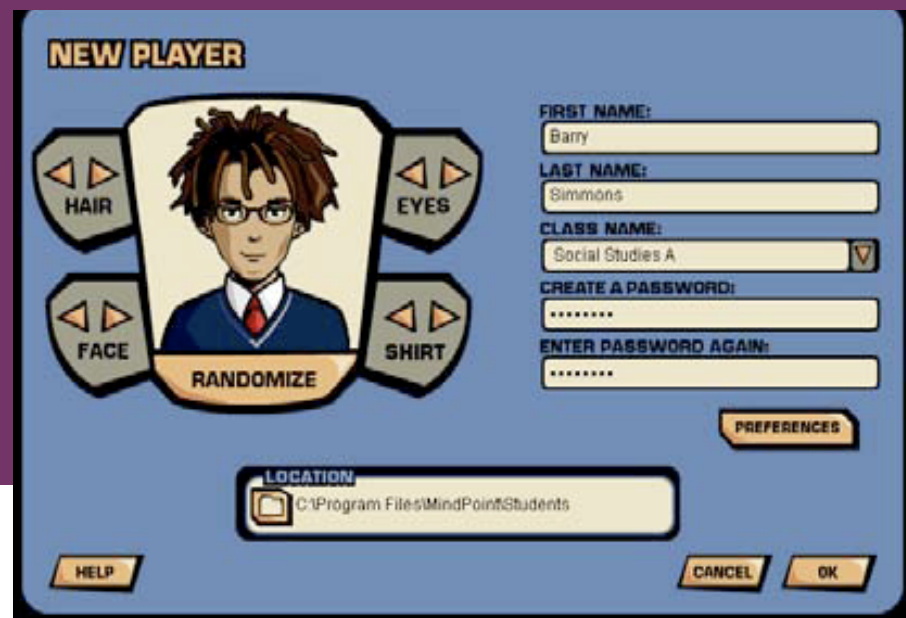 NEW PLAYER
HAIR
EYES
FACE
SHIRT
RANDOMIZE
FIRST NAME:
Barry
LAST NAME:
Simmons
CLASS NAME:
Social Studies A
CREATE A PASSWORD:
••••••••
ENTER PASSWORD AGAIN:
••••••••
PREFERENCES
LOCATION
C:\Program Files\MindPoint\Students
HELP
CANCEL
OK